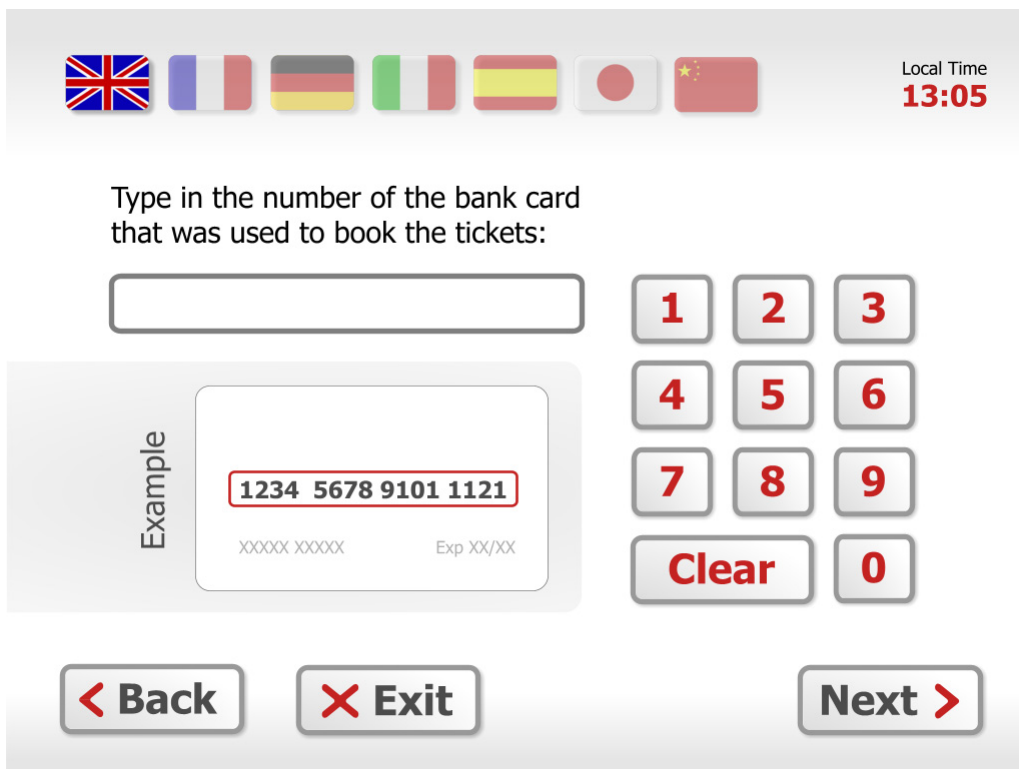 Local Time
13:05
Type in the number of the bank card
that was used to book the tickets:
1 2 3
4 5 6
7 8 9
Clear 0
Example
1234 5678 9101 1121
XXXXX XXXXX Exp XX/XX
Back Exit Next